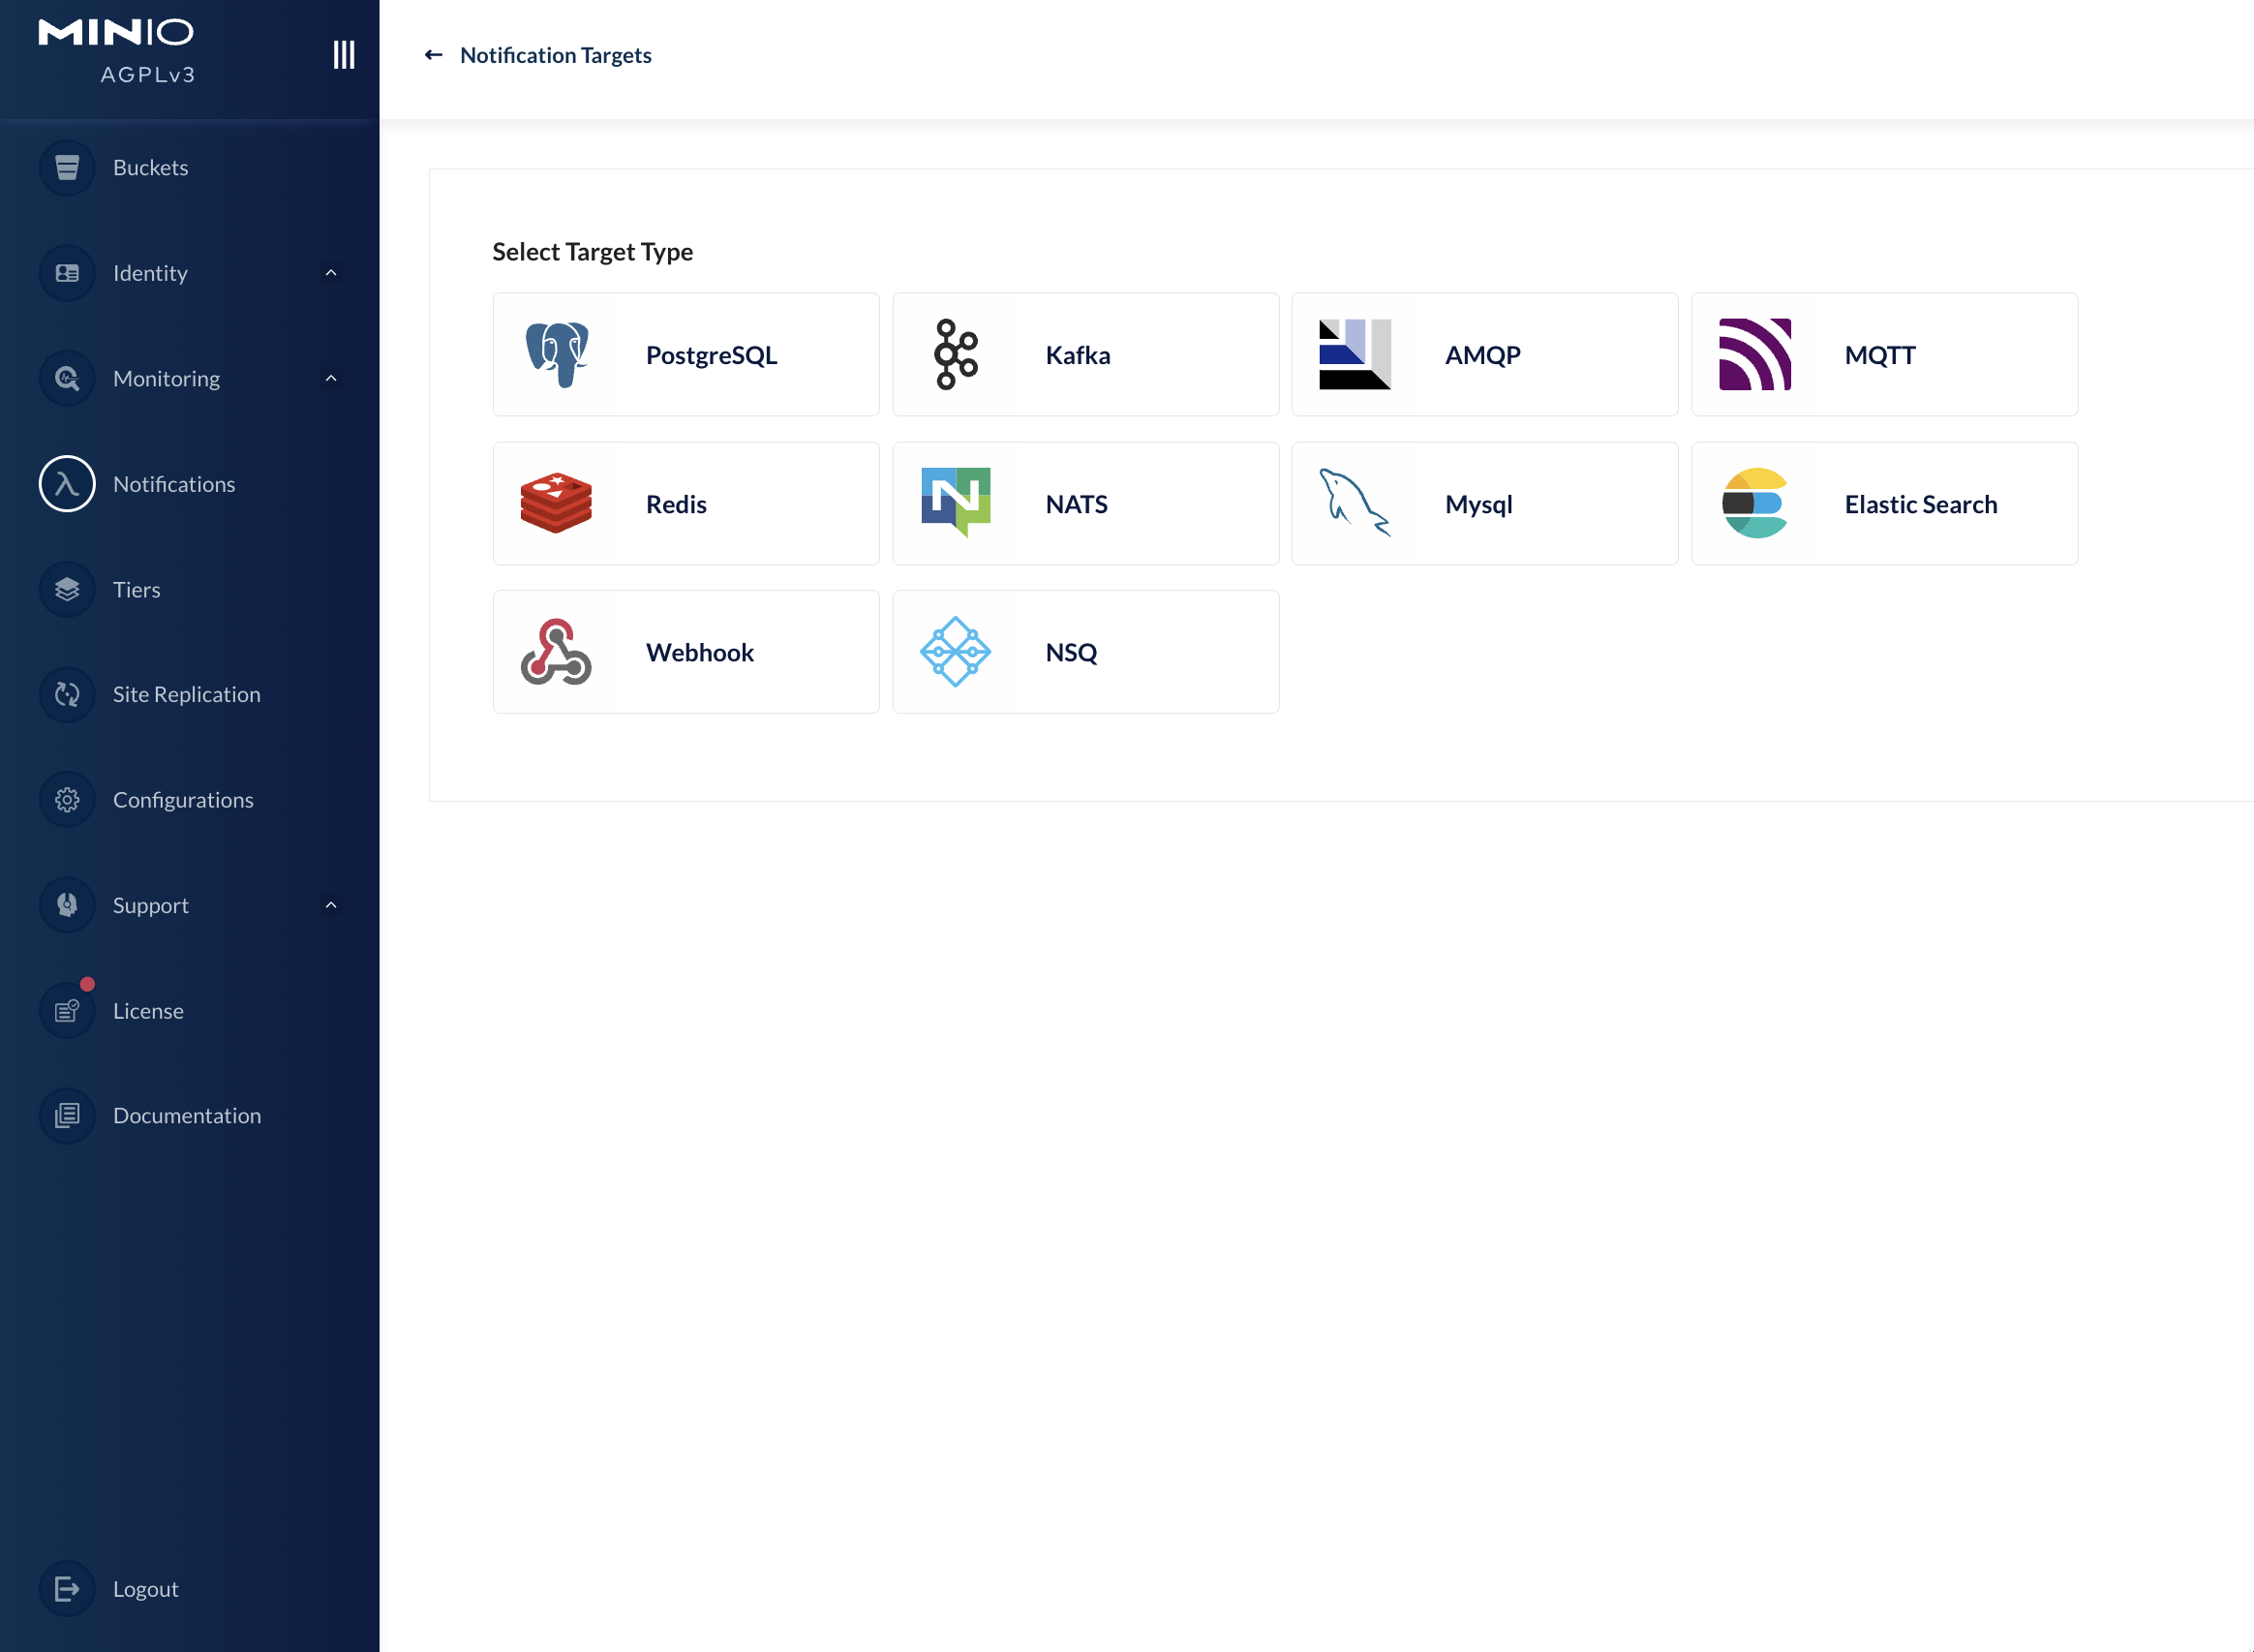 MINIO
AGPLv3
Buckets
Identity
Monitoring
Notifications
Tiers
Site Replication
Configurations
Support
License
Documentation
Logout
Notification Targets
Select Target Type
PostgreSQL
Kafka
AMQP
MQTT
Redis
NATS
Mysql
Elastic Search
Webhook
NSQ